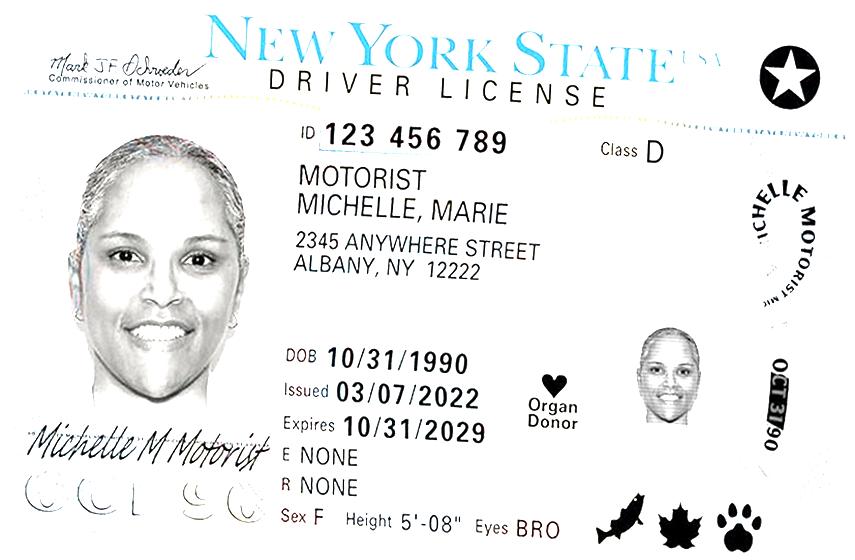 NEW YORK STATE USA
DRIVER LICENSE
Mark J.F. Schroeder
Commissioner of Motor Vehicles
ID 123 456 789
Class D
MOTORIST
MICHELLE, MARIE
2345 ANYWHERE STREET
ALBANY, NY 12222
ICHELLE MOTORIST MIC
DOB 10/31/1990
Issued 03/07/2022
Expires 10/31/2029
E NONE
R NONE
Sex F Height 5'-08" Eyes BRO
Organ
Donor
OCT 31/90
Michelle M Motorist
OCT 90